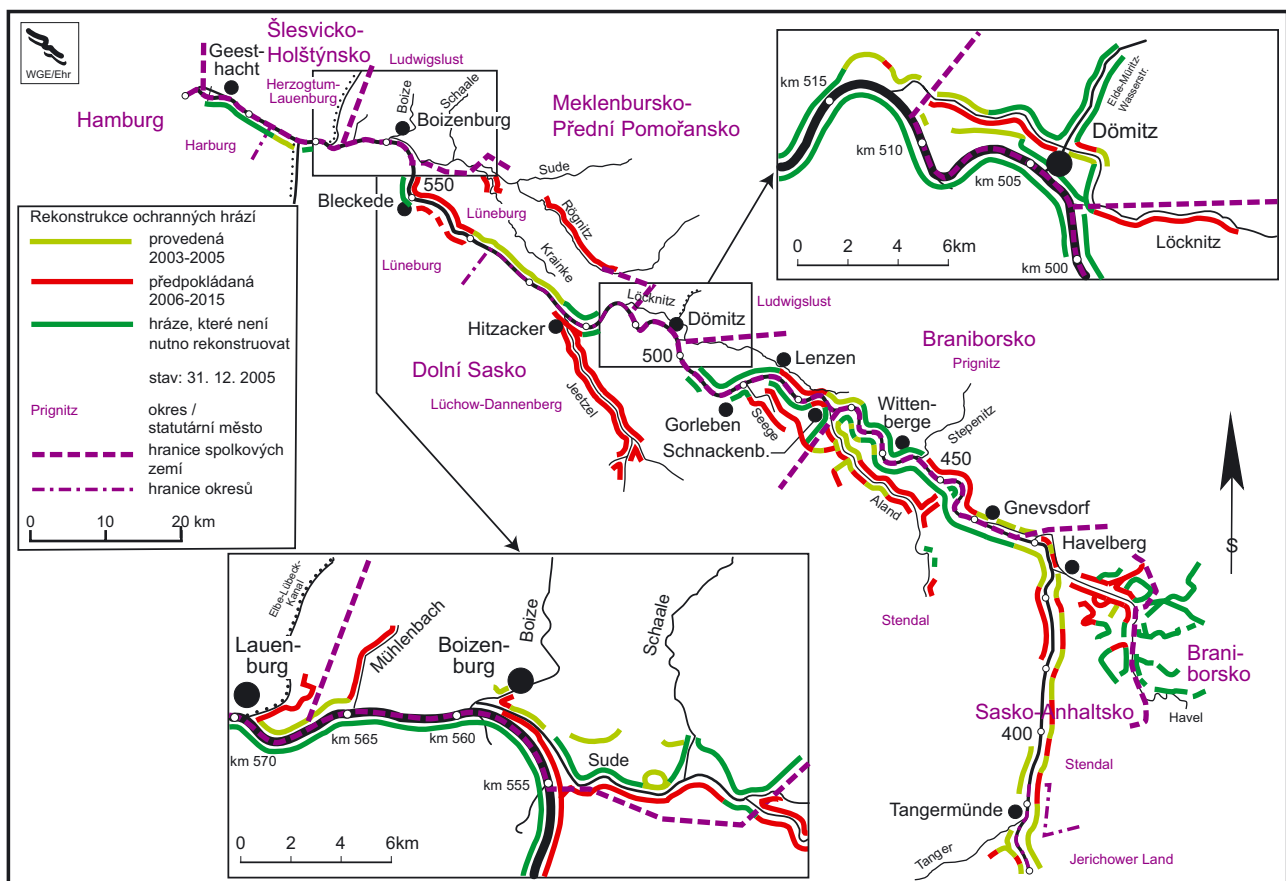 WGE/Ehr
Geest-
hacht
Šlesvicko-
Holštýnsko
Ludwigslust
Herzogtum-
Lauenburg
Boize
Schaale
Boizenburg
Hamburg
Harburg
Meklenbursko-
Přední Pomořansko
Sude
550
Bleckede
Lüneburg
Rögnitz
Lüneburg
Krainke
Hitzacker
Löcknitz
Dömitz
Ludwigslust
500
Dolní Sasko
Lüchow-Dannenberg
Jeetzel
Lenzen
Braniborsko
Prignitz
Gorleben
Seege
Schnackenb.
Witten-
berge
Stepenitz
450
Aland
Gnevsdorf
Havelberg
Stendal
Brani-
borsko
Havel
Sasko-Anhaltsko
400
Stendal
Tangermünde
Tanger
Jerichower Land
S
Rekonstrukce ochranných hrází
provedená
2003-2005
předpokládaná
2006-2015
hráze, které není
nutno rekonstruovat
stav: 31. 12. 2005
Prignitz
okres /
statutární město
hranice spolkových
zemí
hranice okresů
0 10 20 km
km 515
Elde-Müritz-
Wasserstr.
Dömitz
km 510
km 505
Löcknitz
km 500
0 2 4 6km
Elbe-Lübeck-
Kanal
Lauen-
burg
Mühlenbach
Boizen-
burg
Boize
Schaale
km 570
km 565
km 560
km 555
Sude
0 2 4 6km